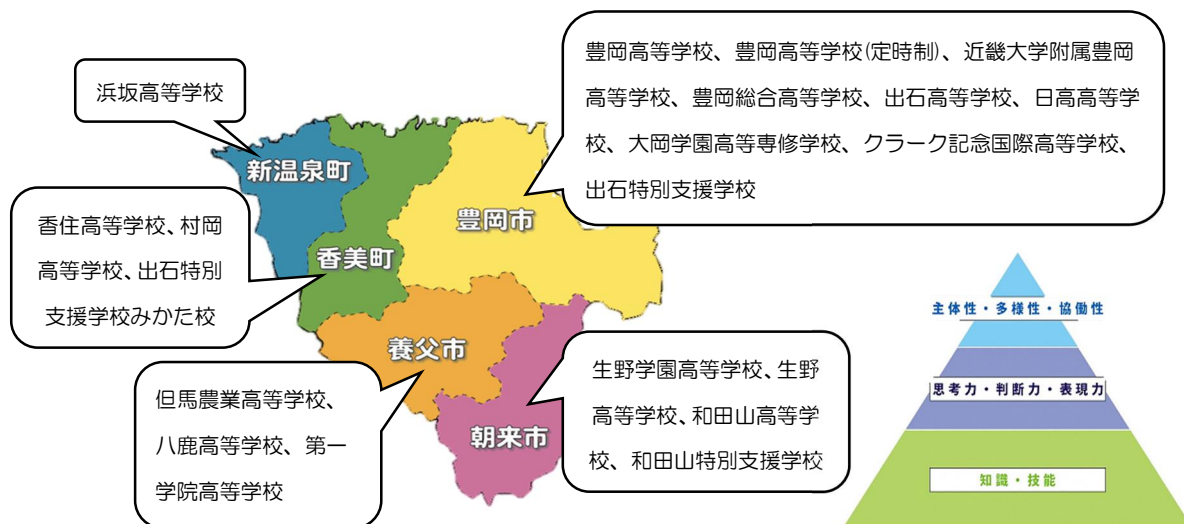 浜坂高等学校
豊岡高等学校、豊岡高等学校(定時制)、近畿大学附属豊岡
高等学校、豊岡総合高等学校、出石高等学校、日高高等学
校、大岡学園高等専修学校、クラーク記念国際高等学校、
出石特別支援学校
新温泉町
香住高等学校、村岡
高等学校、出石特別
支援学校みかた校
豊岡市
香美町
養父市
朝来市
但馬農業高等学校、
八鹿高等学校、第一
学院高等学校
生野学園高等学校、生野
高等学校、和田山高等学
校、和田山特別支援学校
主体性・多様性・協働性
思考力・判断力・表現力
知識・技能